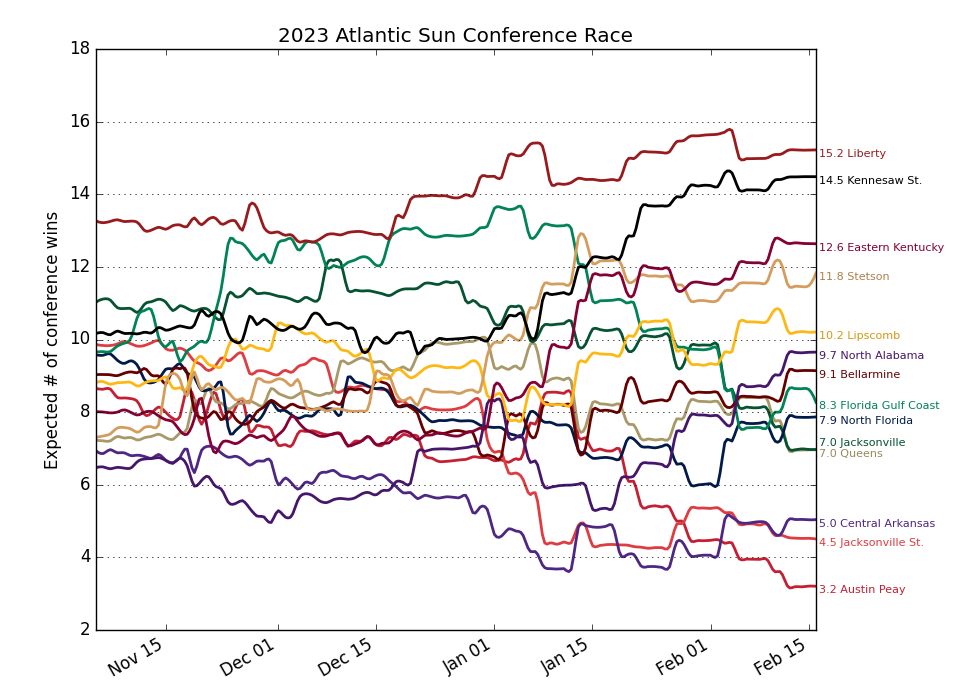 2023 Atlantic Sun Conference Race
Expected # of conference wins
18
16
14
12
10
8
6
4
2
15.2 Liberty
14.5 Kennesaw St.
12.6 Eastern Kentucky
11.8 Stetson
10.2 Lipscomb
9.7 North Alabama
9.1 Bellarmine
8.3 Florida Gulf Coast
7.9 North Florida
7.0 Jacksonville
7.0 Queens
5.0 Central Arkansas
4.5 Jacksonville St.
3.2 Austin Peay
Nov 15
Dec 01
Dec 15
Jan 01
Jan 15
Feb 01
Feb 15